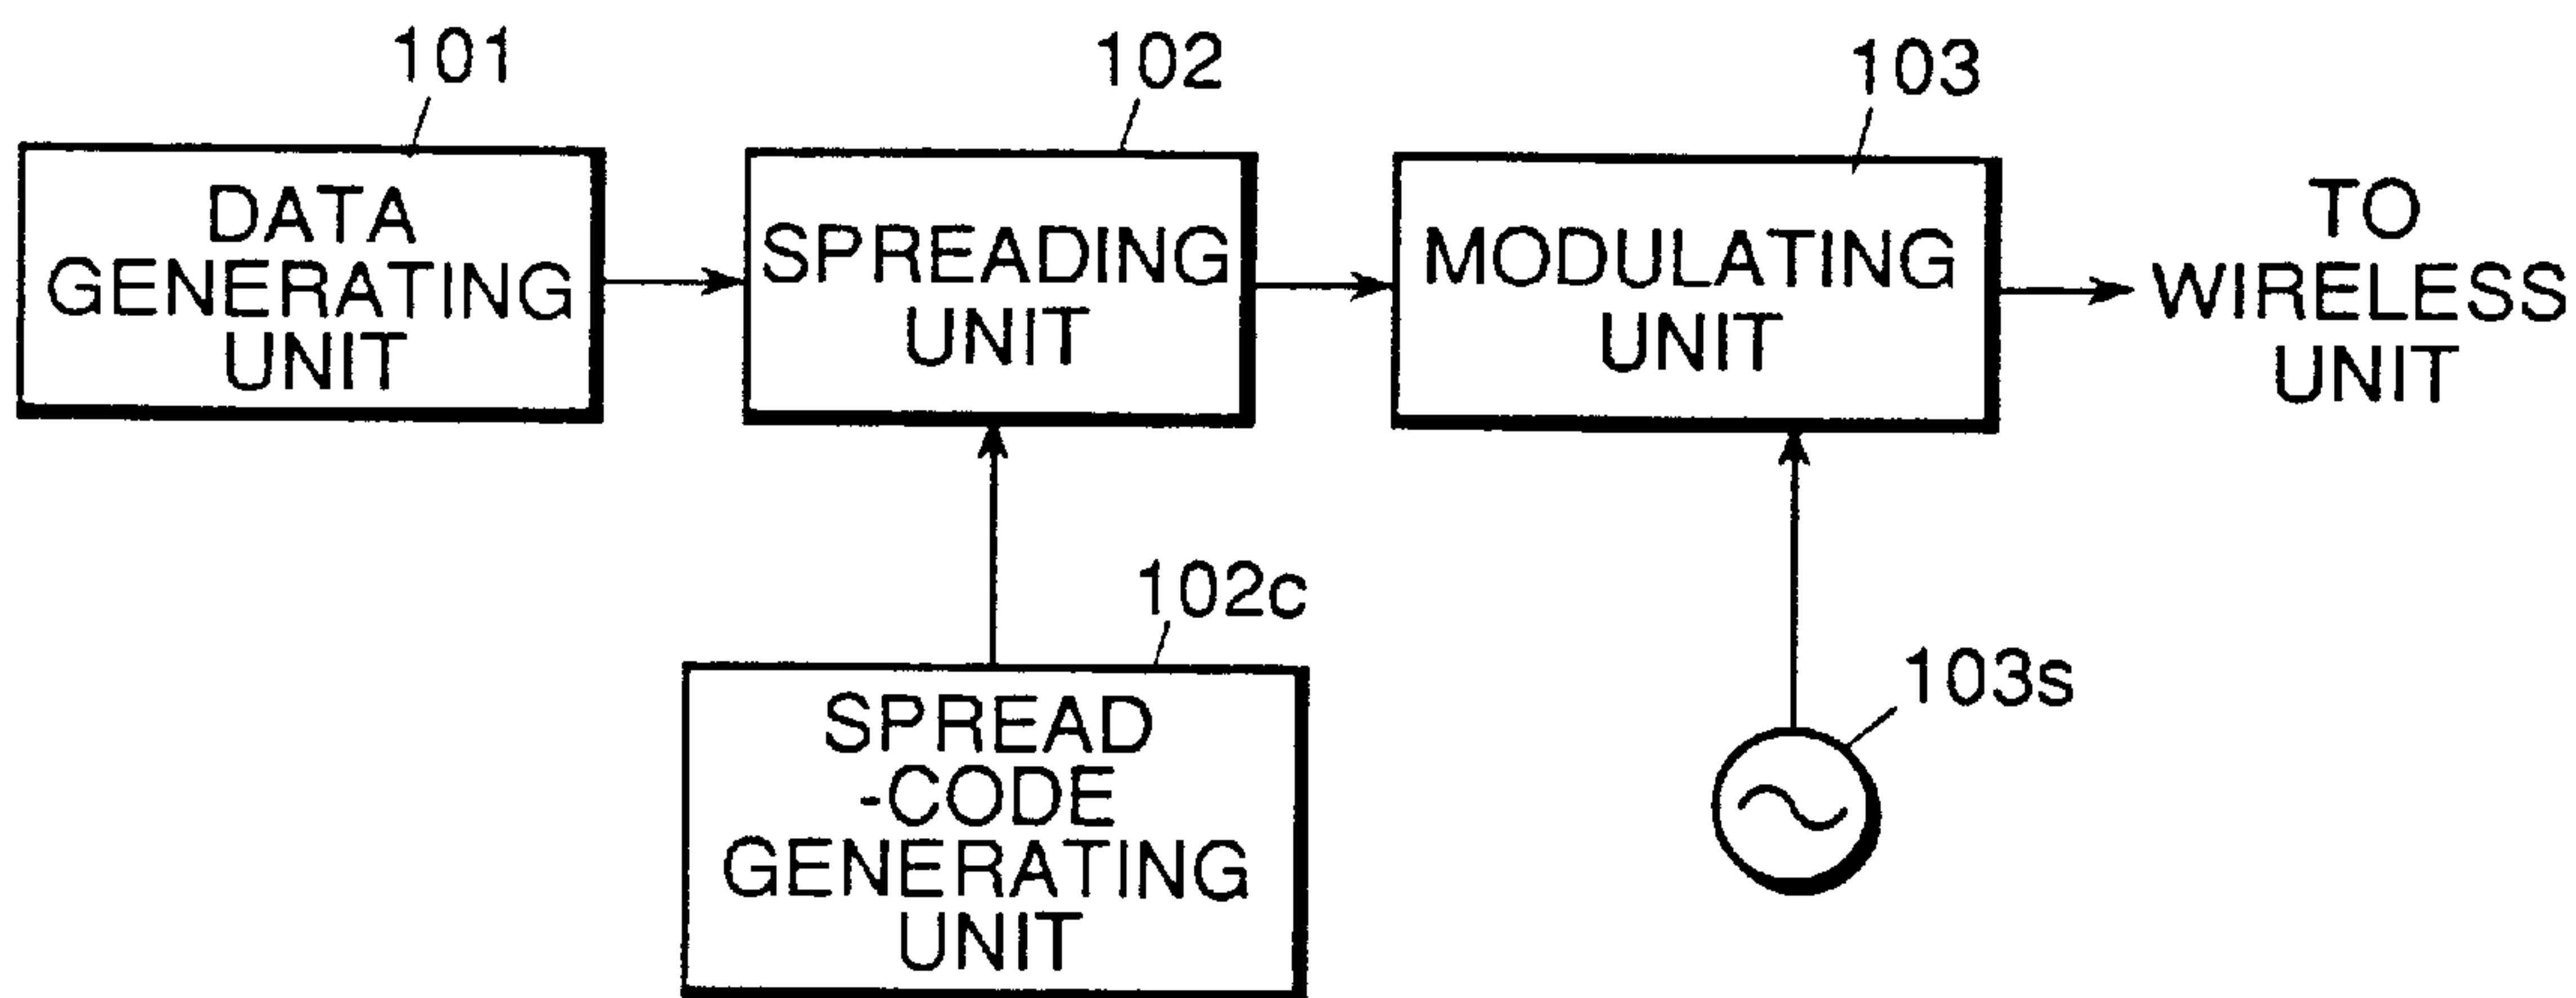 101
102
103
DATA
GENERATING
UNIT
SPREADING
UNIT
MODULATING
UNIT
TO
WIRELESS
UNIT
102c
SPREAD
-CODE
GENERATING
UNIT
103s